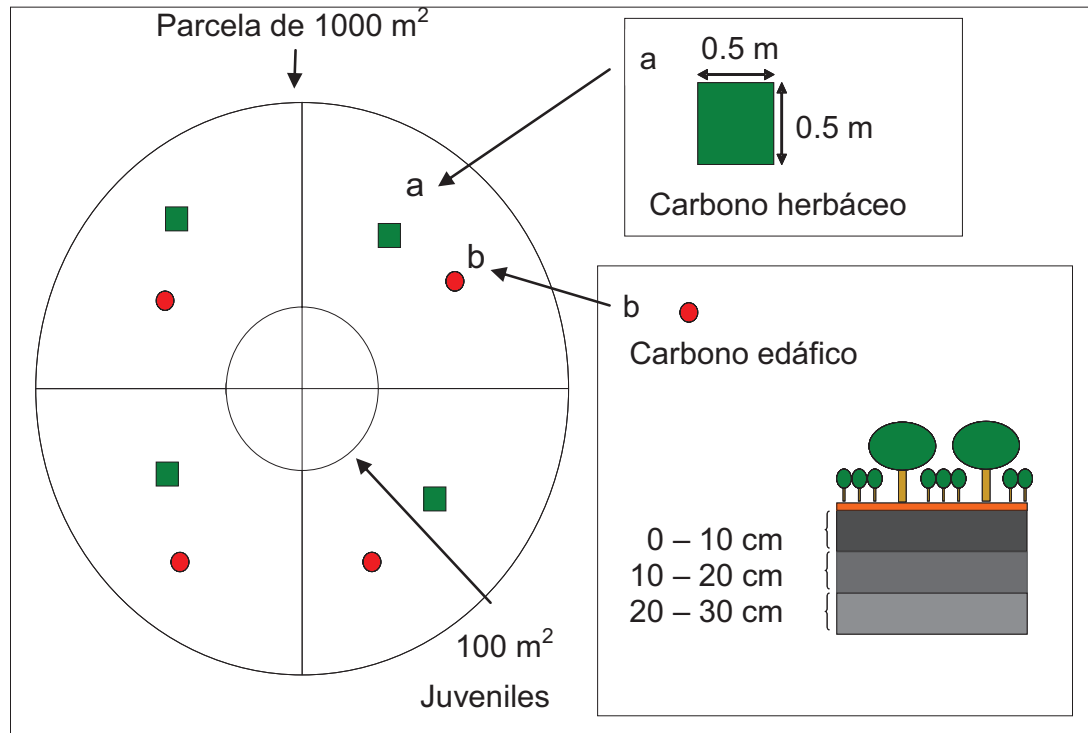 Parcela de 1000 m²
a
b
100 m²
Juveniles
a
0.5 m
0.5 m
Carbono herbáceo
b
Carbono edáfico
0 – 10 cm
10 – 20 cm
20 – 30 cm